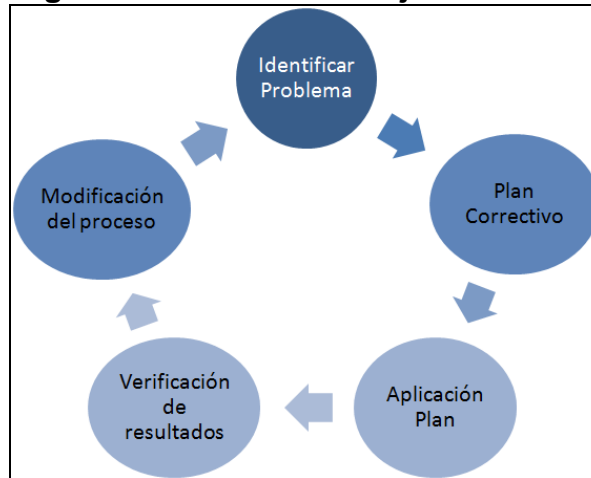 Identificar
Problema
Plan
Correctivo
Aplicación
Plan
Verificación
de
resultados
Modificación
del proceso